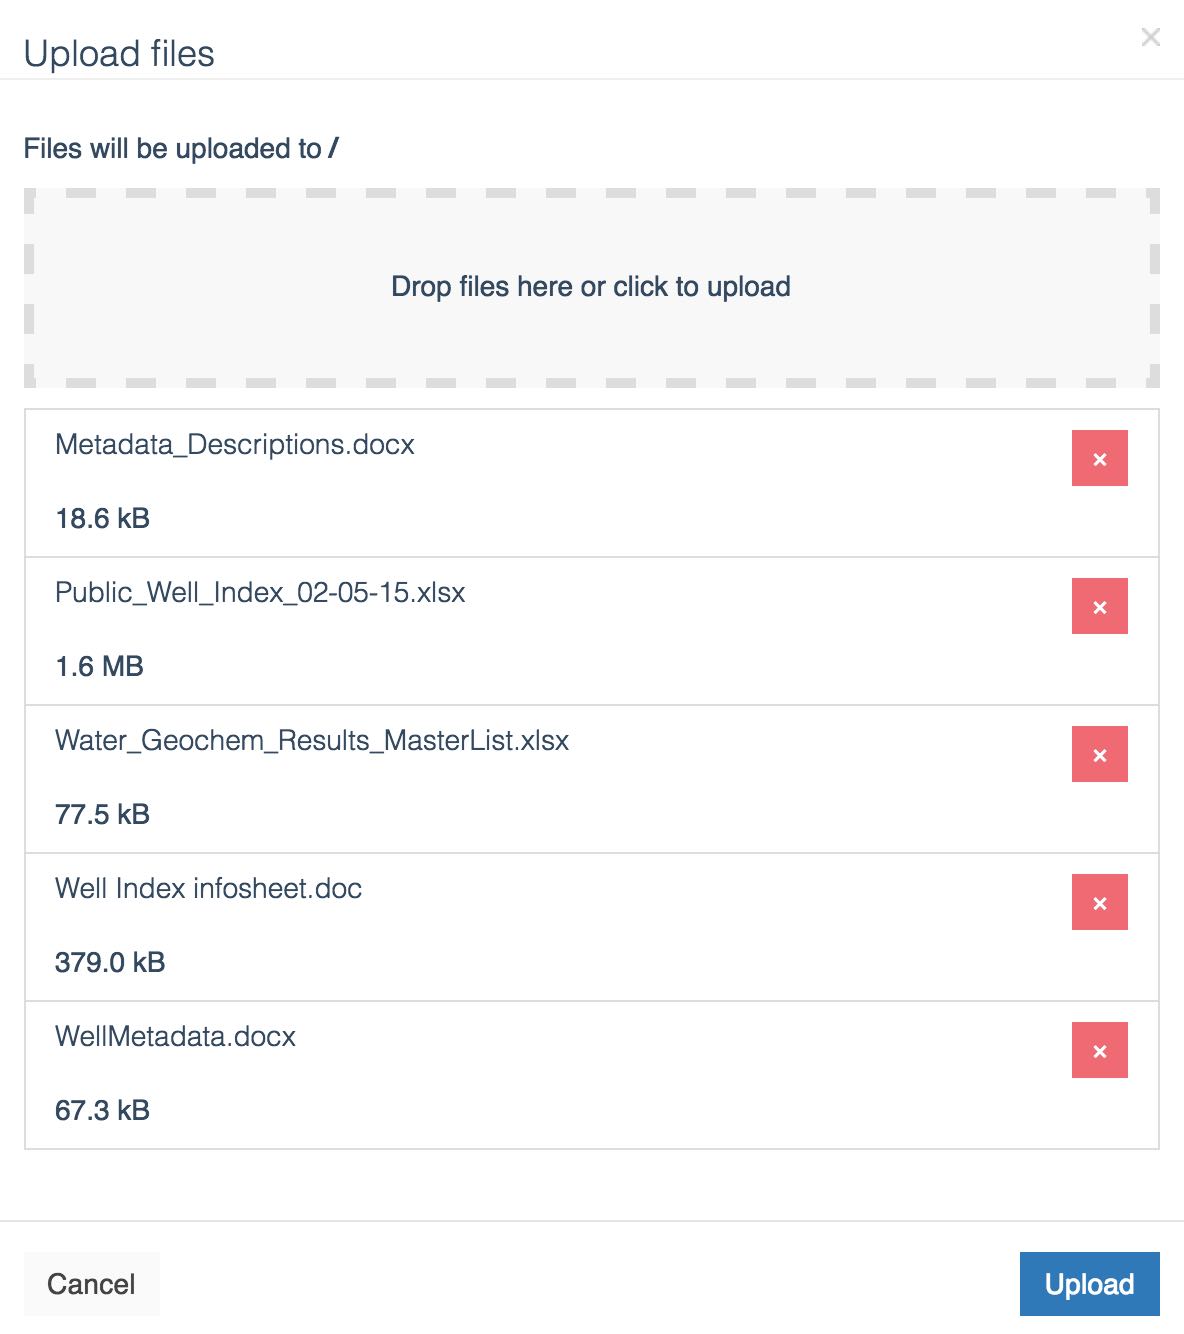 Upload files
×
Files will be uploaded to /
Drop files here or click to upload
Metadata_Descriptions.docx
×
18.6 kB
Public_Well_Index_02-05-15.xlsx
×
1.6 MB
Water_Geochem_Results_MasterList.xlsx
×
77.5 kB
Well Index infosheet.doc
×
379.0 kB
WellMetadata.docx
×
67.3 kB
Cancel
Upload